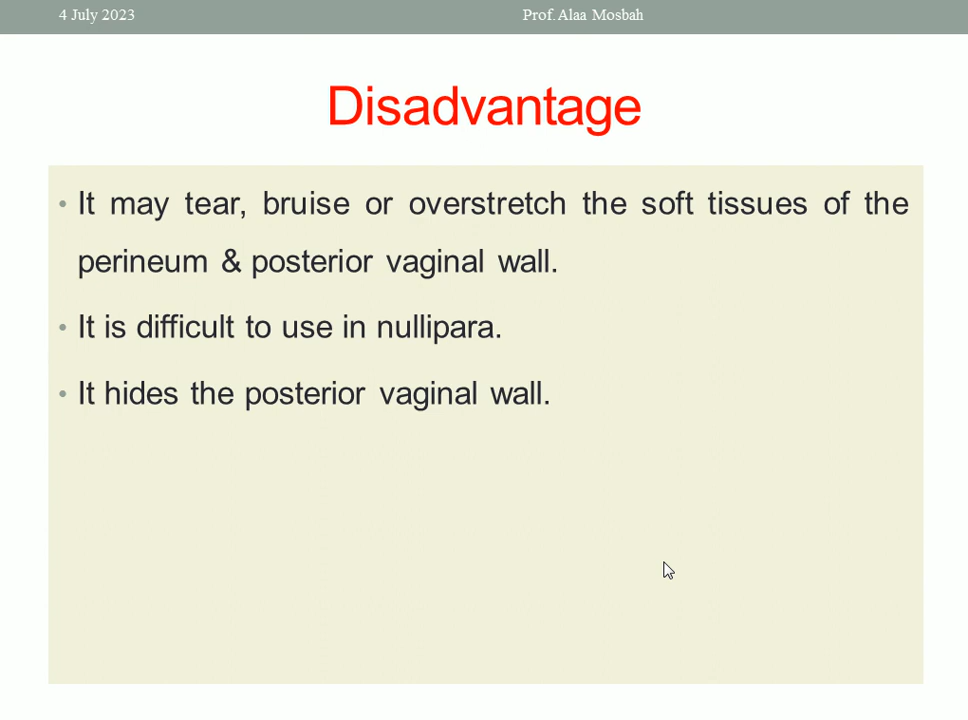 4 July 2023
Prof. Alaa Mosbah
Disadvantage
• It may tear, bruise or overstretch the soft tissues of the
perineum & posterior vaginal wall.
• It is difficult to use in nullipara.
• It hides the posterior vaginal wall.